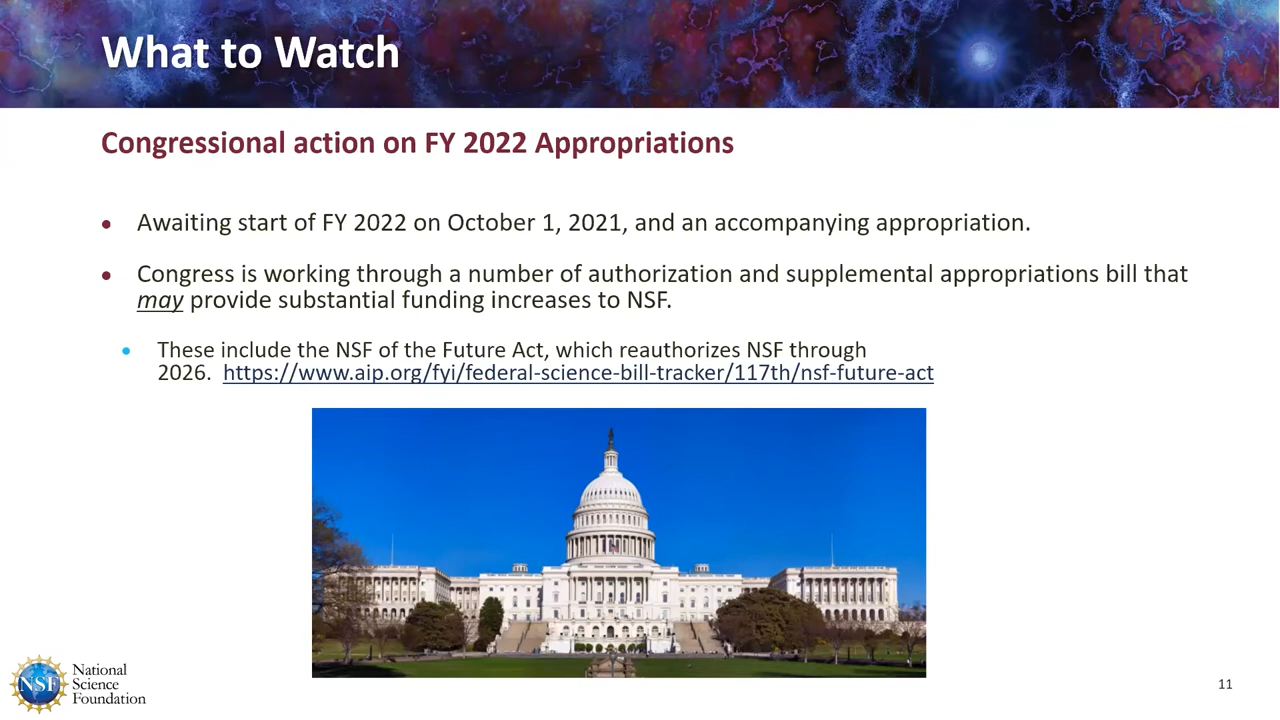 What to Watch
Congressional action on FY 2022 Appropriations
• Awaiting start of FY 2022 on October 1, 2021, and an accompanying appropriation.
• Congress is working through a number of authorization and supplemental appropriations bill that
may provide substantial funding increases to NSF.
• These include the NSF of the Future Act, which reauthorizes NSF through
2026. https://www.aip.org/fyi/federal-science-bill-tracker/117th/nsf-future-act
NSF
National
Science
Foundation
11